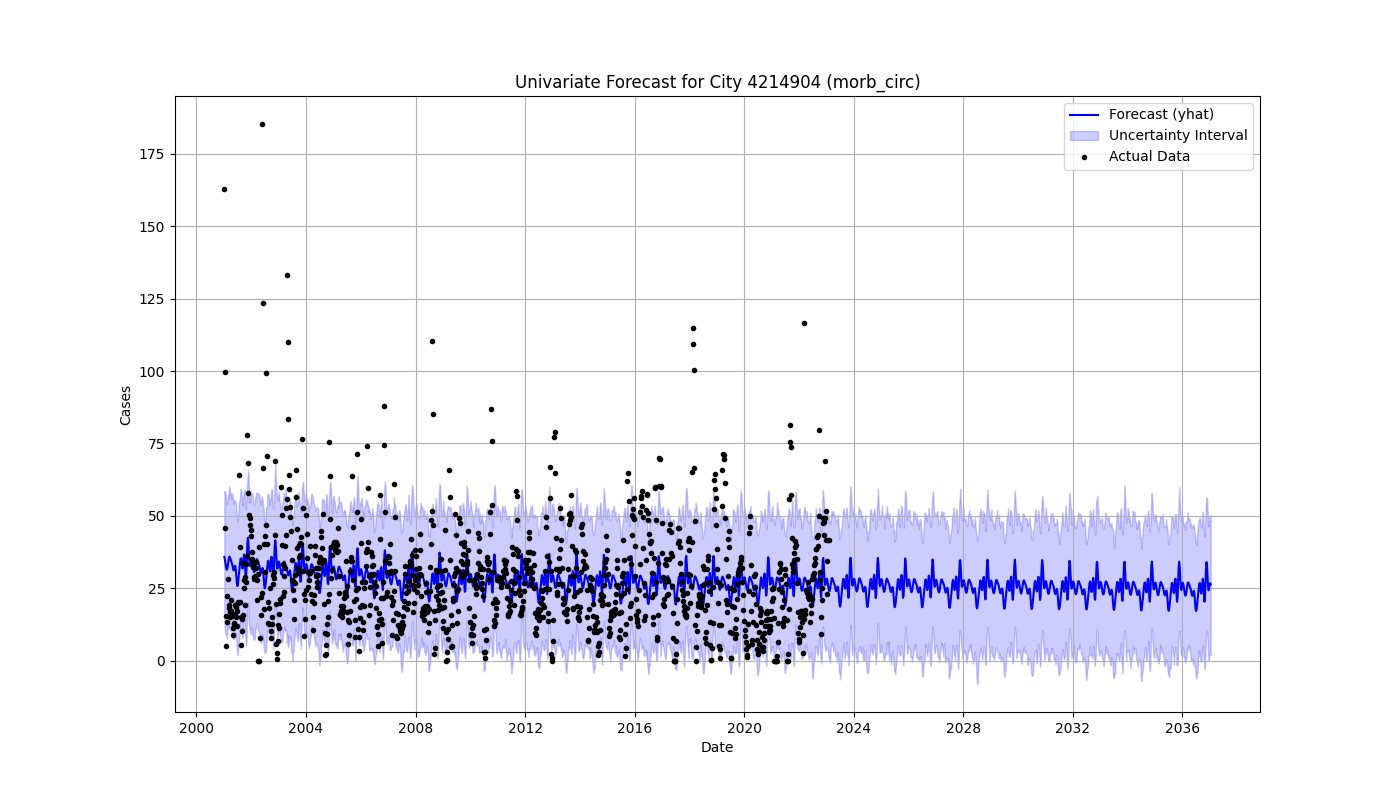 Univariate Forecast for City 4214904 (morb_circ)
Forecast (yhat)
Uncertainty Interval
Actual Data
Cases
175
150
125
100
75
50
25
0
2000 2004 2008 2012 2016 2020 2024 2028 2032 2036
Date